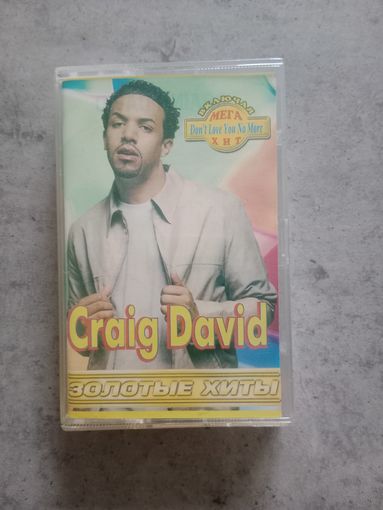 ВКЛЮЧАЯ
МЕГА
Don't Love You No More
ХИТ
Craig David
ЗОЛОТЫЕ ХИТЫ